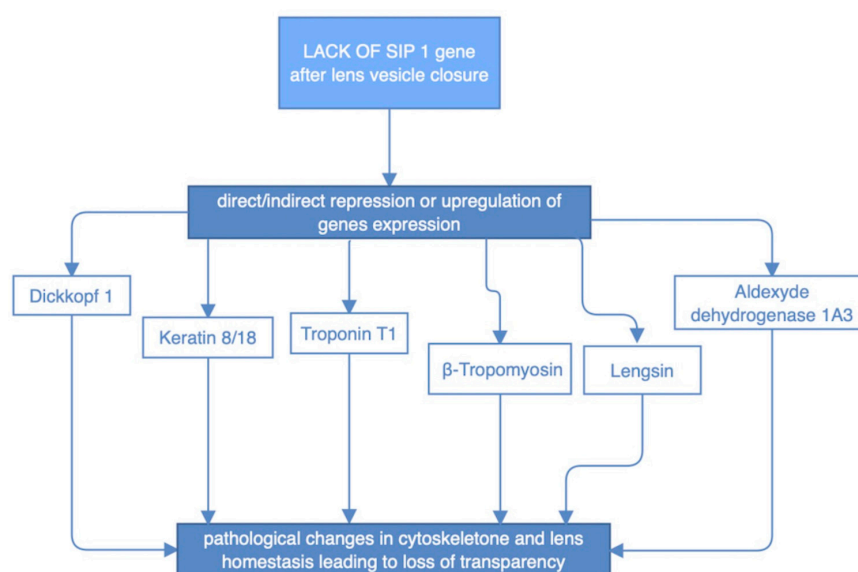 LACK OF SIP 1 gene
after lens vesicle closure
direct/indirect repression or upregulation of
genes expression
Dickkopf 1
Keratin 8/18
Troponin T1
β-Tropomyosin
Lengsin
Aldexyde
dehydrogenase 1A3
pathological changes in cytoskeletone and lens
homestasis leading to loss of transparency